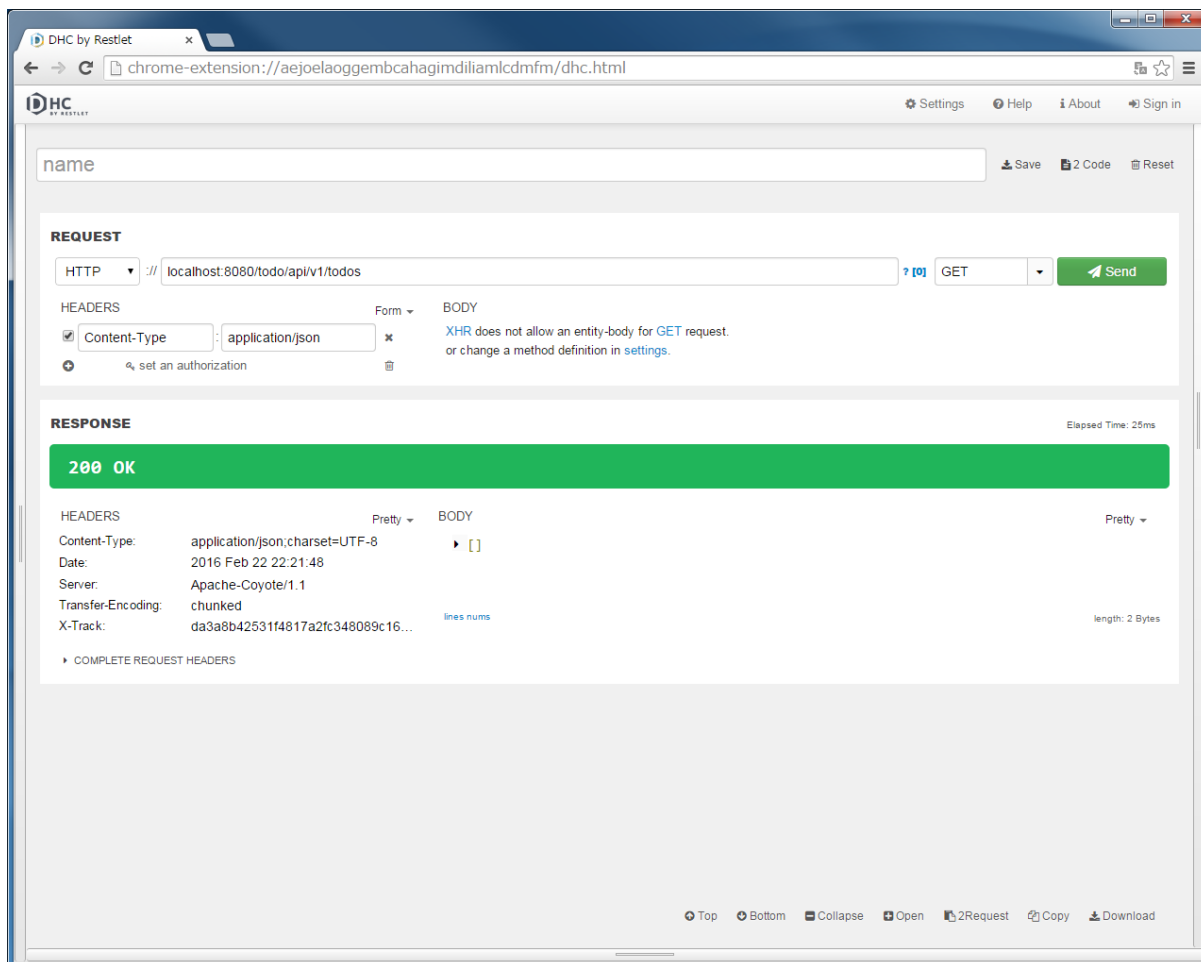 DHC by Restlet
chrome-extension://aejoelaoggembcahagimdiliamlcdmfm/dhc.html
DHC BY RESTLET
Settings Help About Sign in
name
Save 2 Code Reset
REQUEST
HTTP :// localhost:8080/todo/api/v1/todos ? [0] GET Send
HEADERS Form BODY
Content-Type : application/json
XHR does not allow an entity-body for GET request.
or change a method definition in settings.
set an authorization
RESPONSE Elapsed Time: 25ms
200 OK
HEADERS Pretty BODY Pretty
Content-Type: application/json;charset=UTF-8
[]
Date: 2016 Feb 22 22:21:48
Server: Apache-Coyote/1.1
Transfer-Encoding: chunked
lines nums length: 2 Bytes
X-Track: da3a8b42531f4817a2fc348089c16...
COMPLETE REQUEST HEADERS
Top Bottom Collapse Open 2Request Copy Download